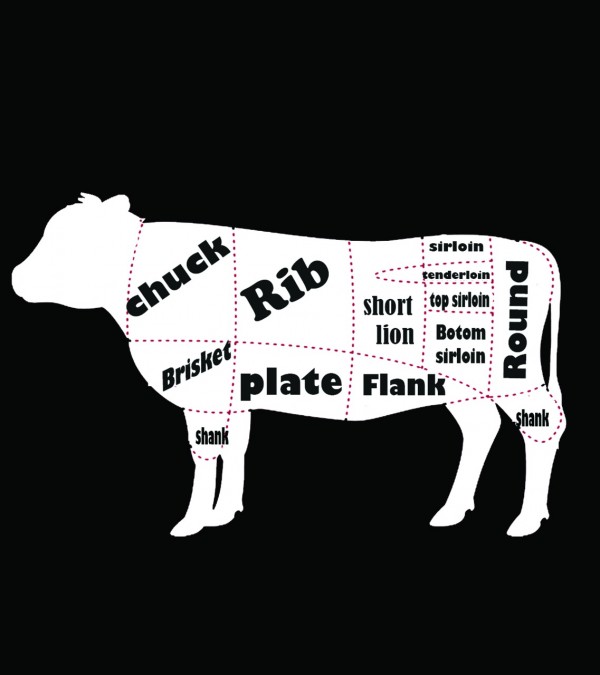 chuck
Rib
short
lion
sirloin
tenderloin
top sirloin
Botom
sirloin
Round
Brisket
plate
Flank
shank
shank